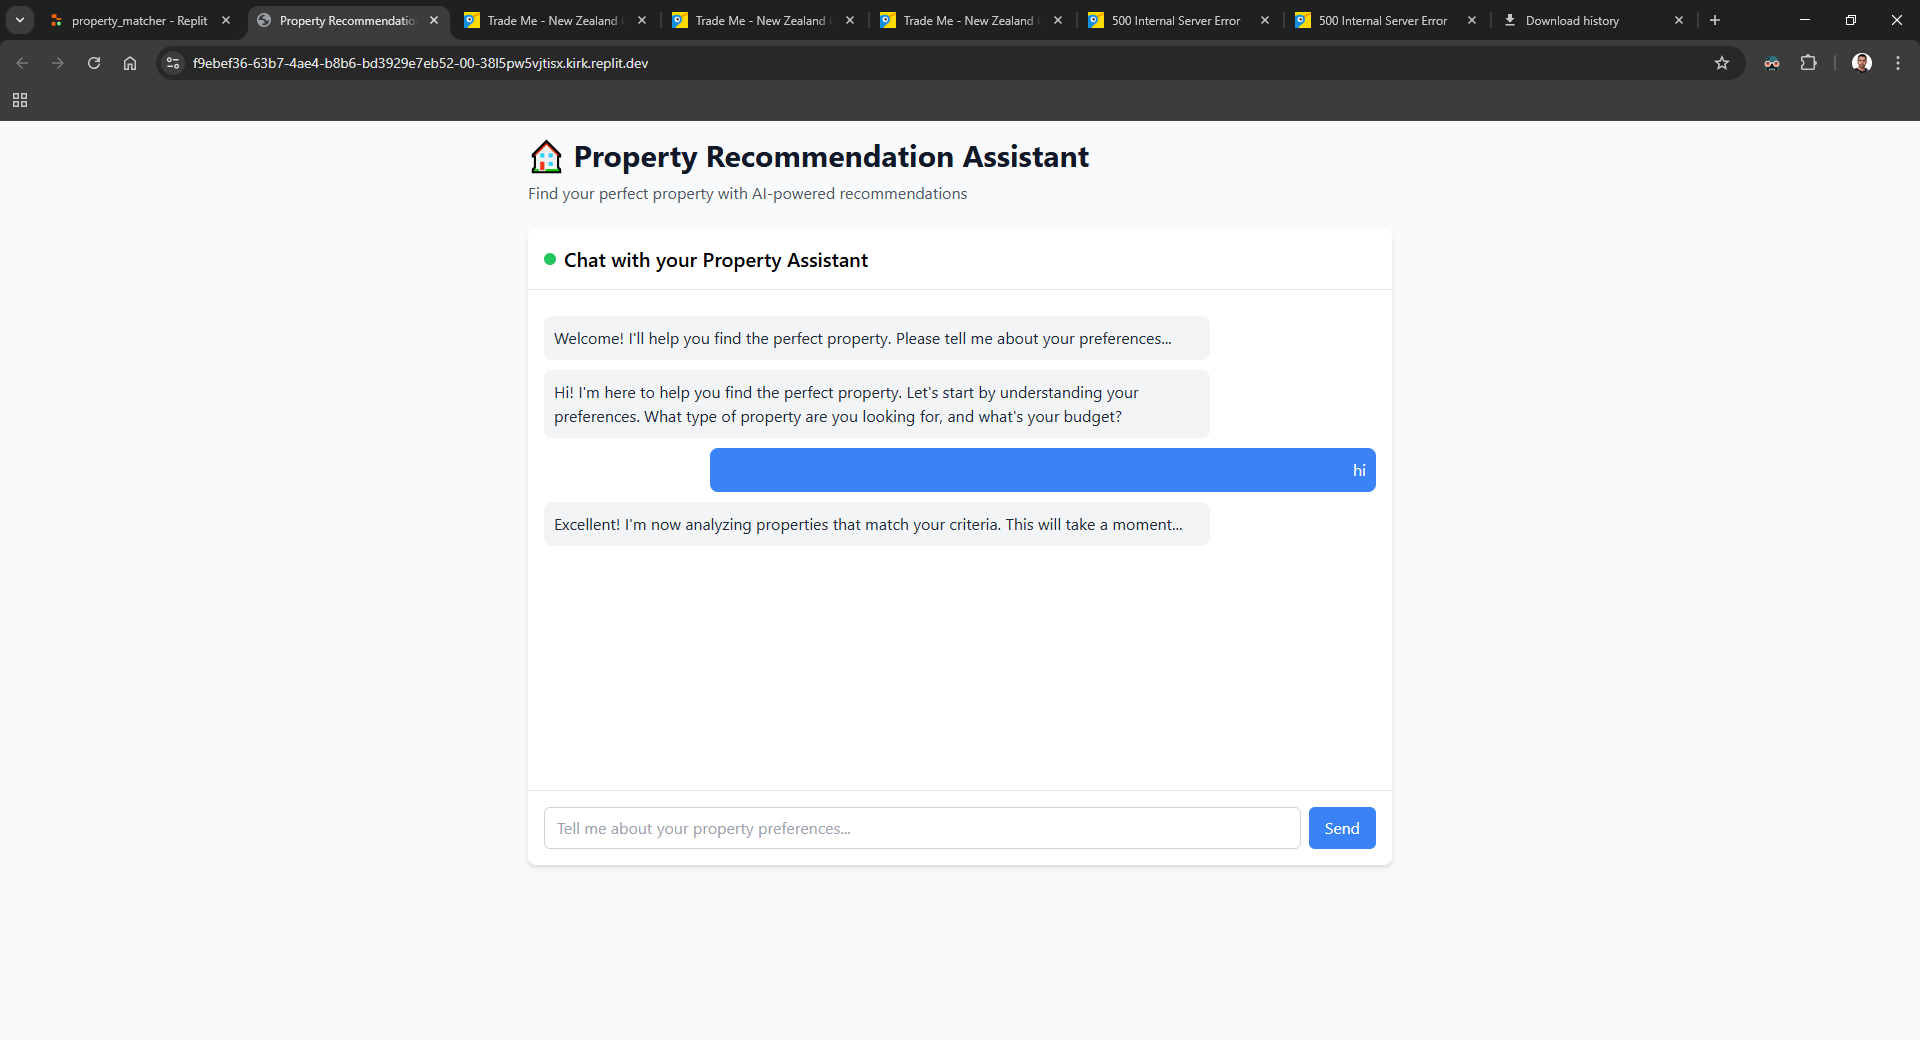 property_matcher - Replit
Property Recommendatio
Trade Me - New Zealand
Trade Me - New Zealand
Trade Me - New Zealand
500 Internal Server Error
500 Internal Server Error
Download history
f9ebef36-63b7-4ae4-b8b6-bd3929e7eb52-00-38l5pw5vjtisx.kirk.replit.dev
Property Recommendation Assistant
Find your perfect property with AI-powered recommendations
Chat with your Property Assistant
Welcome! I'll help you find the perfect property. Please tell me about your preferences...
Hi! I'm here to help you find the perfect property. Let's start by understanding your
preferences. What type of property are you looking for, and what's your budget?
hi
Excellent! I'm now analyzing properties that match your criteria. This will take a moment...
Tell me about your property preferences...
Send